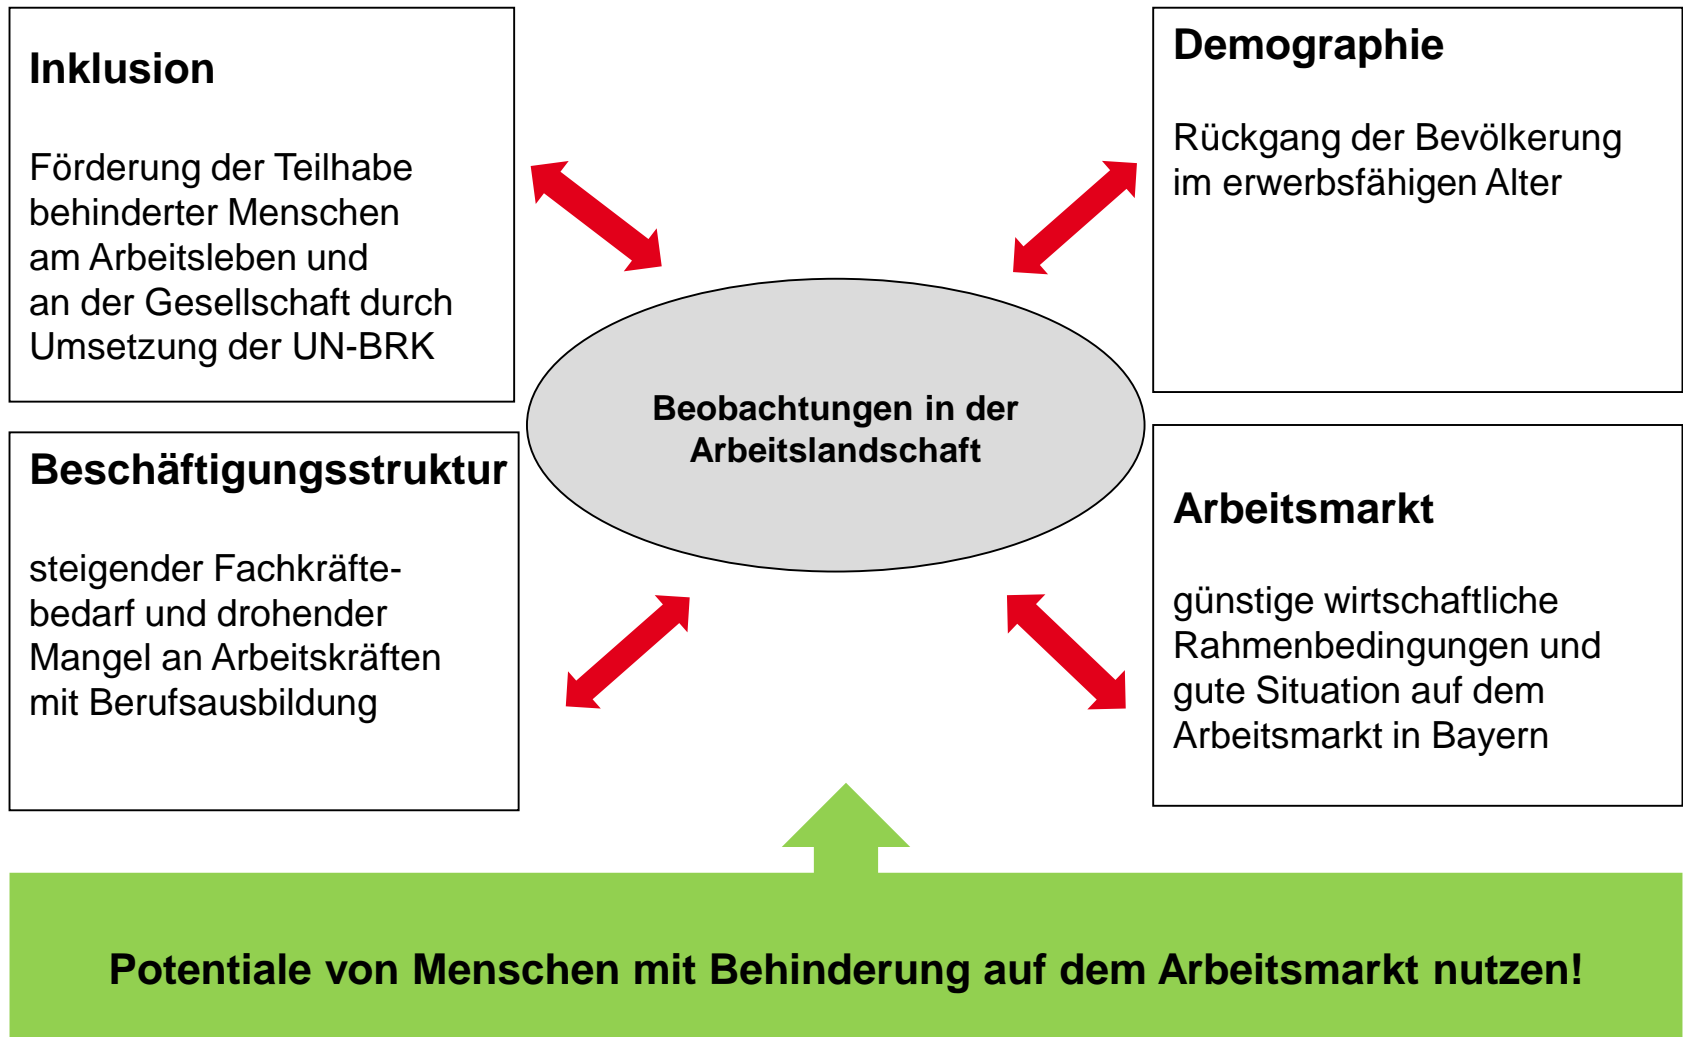 Inklusion
Förderung der Teilhabe
behinderter Menschen
am Arbeitsleben und
an der Gesellschaft durch
Umsetzung der UN-BRK
Demographie
Rückgang der Bevölkerung
im erwerbsfähigen Alter
Beobachtungen in der
Arbeitslandschaft
Beschäftigungsstruktur
steigender Fachkräfte-
bedarf und drohender
Mangel an Arbeitskräften
mit Berufsausbildung
Arbeitsmarkt
günstige wirtschaftliche
Rahmenbedingungen und
gute Situation auf dem
Arbeitsmarkt in Bayern
Potentiale von Menschen mit Behinderung auf dem Arbeitsmarkt nutzen!